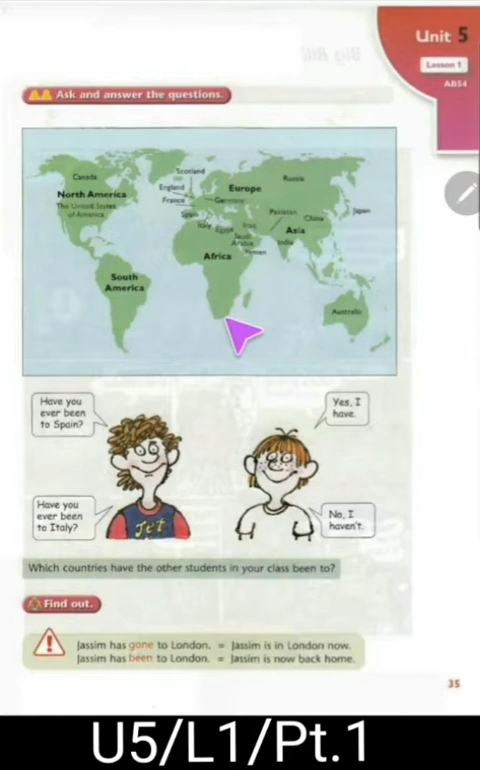 Unit 5
Lesson 1
AB54
Ask and answer the questions.
Scotland
Canada
Russia
England
Europe
North America
France
Germany
The United States
of America
Spain
Pakistan
China
Japan
Italy
Egypt
Iraq
Asia
Saudi
Arabia
India
Yemen
Africa
South
America
Australia
Have you
ever been
to Spain?
Yes, I
have.
Have you
ever been
to Italy?
No, I
haven't.
Jet
Which countries have the other students in your class been to?
Find out.
Jassim has gone to London. = Jassim is in London now.
Jassim has been to London. = Jassim is now back home.
35
U5/L1/Pt.1